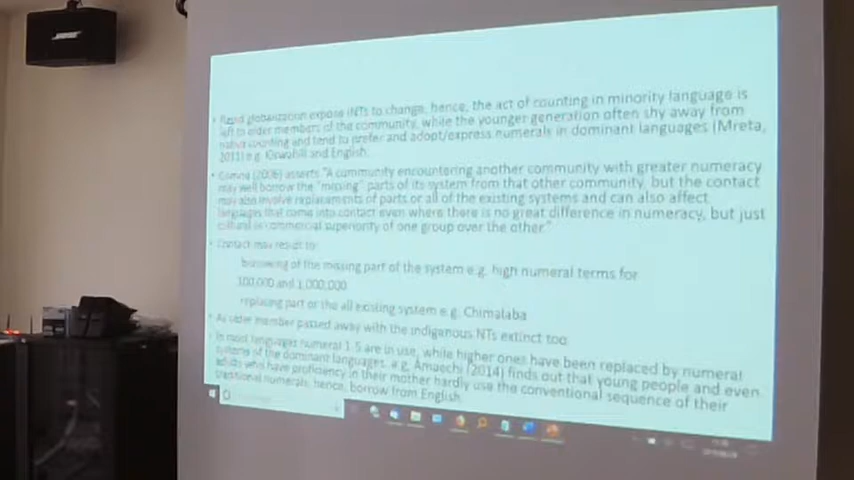 Rapid globalization expose INTs to change, hence, the act of counting in minority language is
left to older members of the community, while the younger generation often shy away from
native counting and tend to prefer and adopt/express numerals in dominant languages (Mreta,
2011) e.g. Kiswahili and English.
(2006) asserts "A community encountering another community with greater numeracy
may well borrow the "missing" parts of its system from that other community, but the contact
may also involve replacements of parts or all of the existing systems and can also affect
languages that come into contact even where there is no great difference in numeracy, but just
cultural or commercial superiority of one group over the other."
Contact may result to:
borrowing of the missing part of the system e.g. high numeral terms for
100,000 and 1,000,000
replacing part or the all existing system e.g. Chimalaba
As older member passed away with the indigenous NTs extinct too
In most languages numeral 1-5 are in use, while higher ones have been replaced by numeral
systems of the dominant languages. e.g. Amaechi (2014) finds out that young people and even
adults who have proficiency in their mother hardly use the conventional sequence of their
traditional numerals, hence, borrow from English.